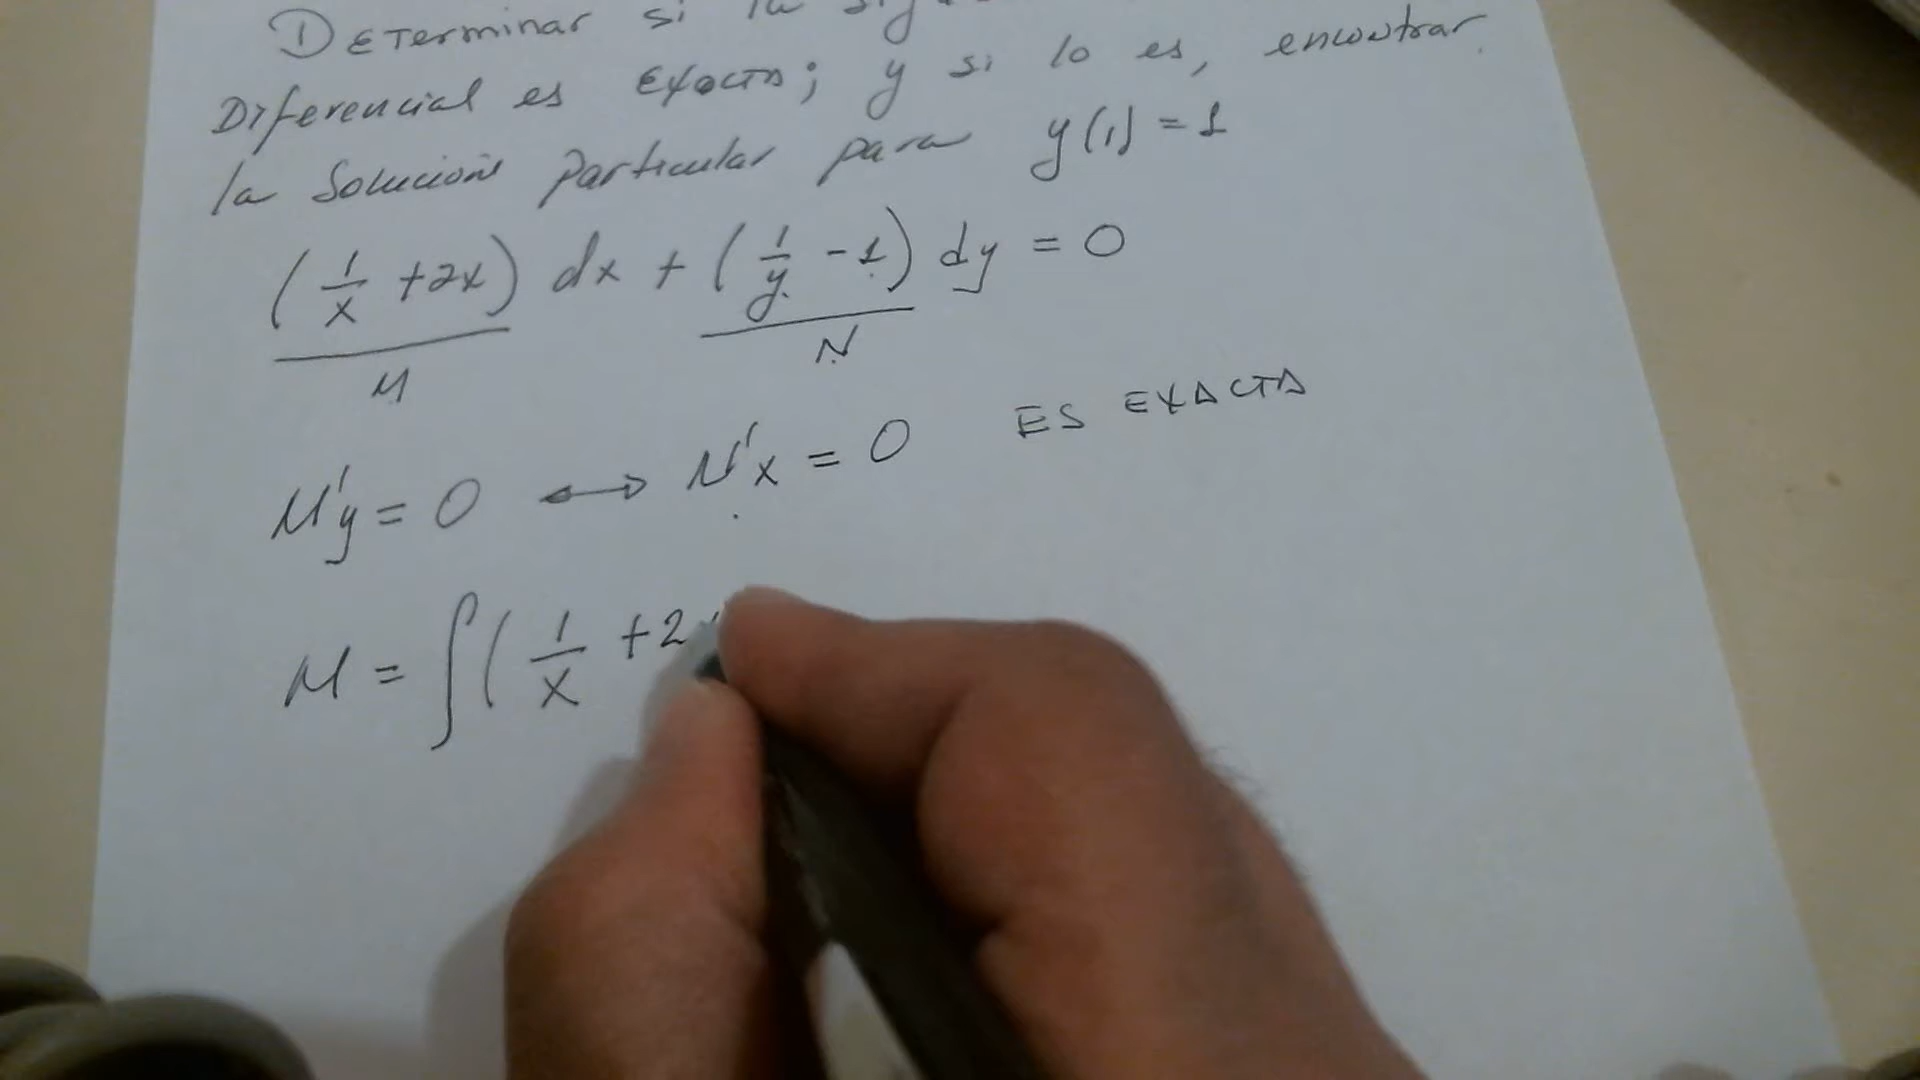 Determinar si la
Diferencial es Exacta; y si lo es, encontrar
la Solución Particular para y(1) = 1
(1/x + 2x) dx + (1/y - 1) dy = 0
M N
M'y = 0 ↔ N'x = 0 ES EXACTA
M = ∫(1/x + 2